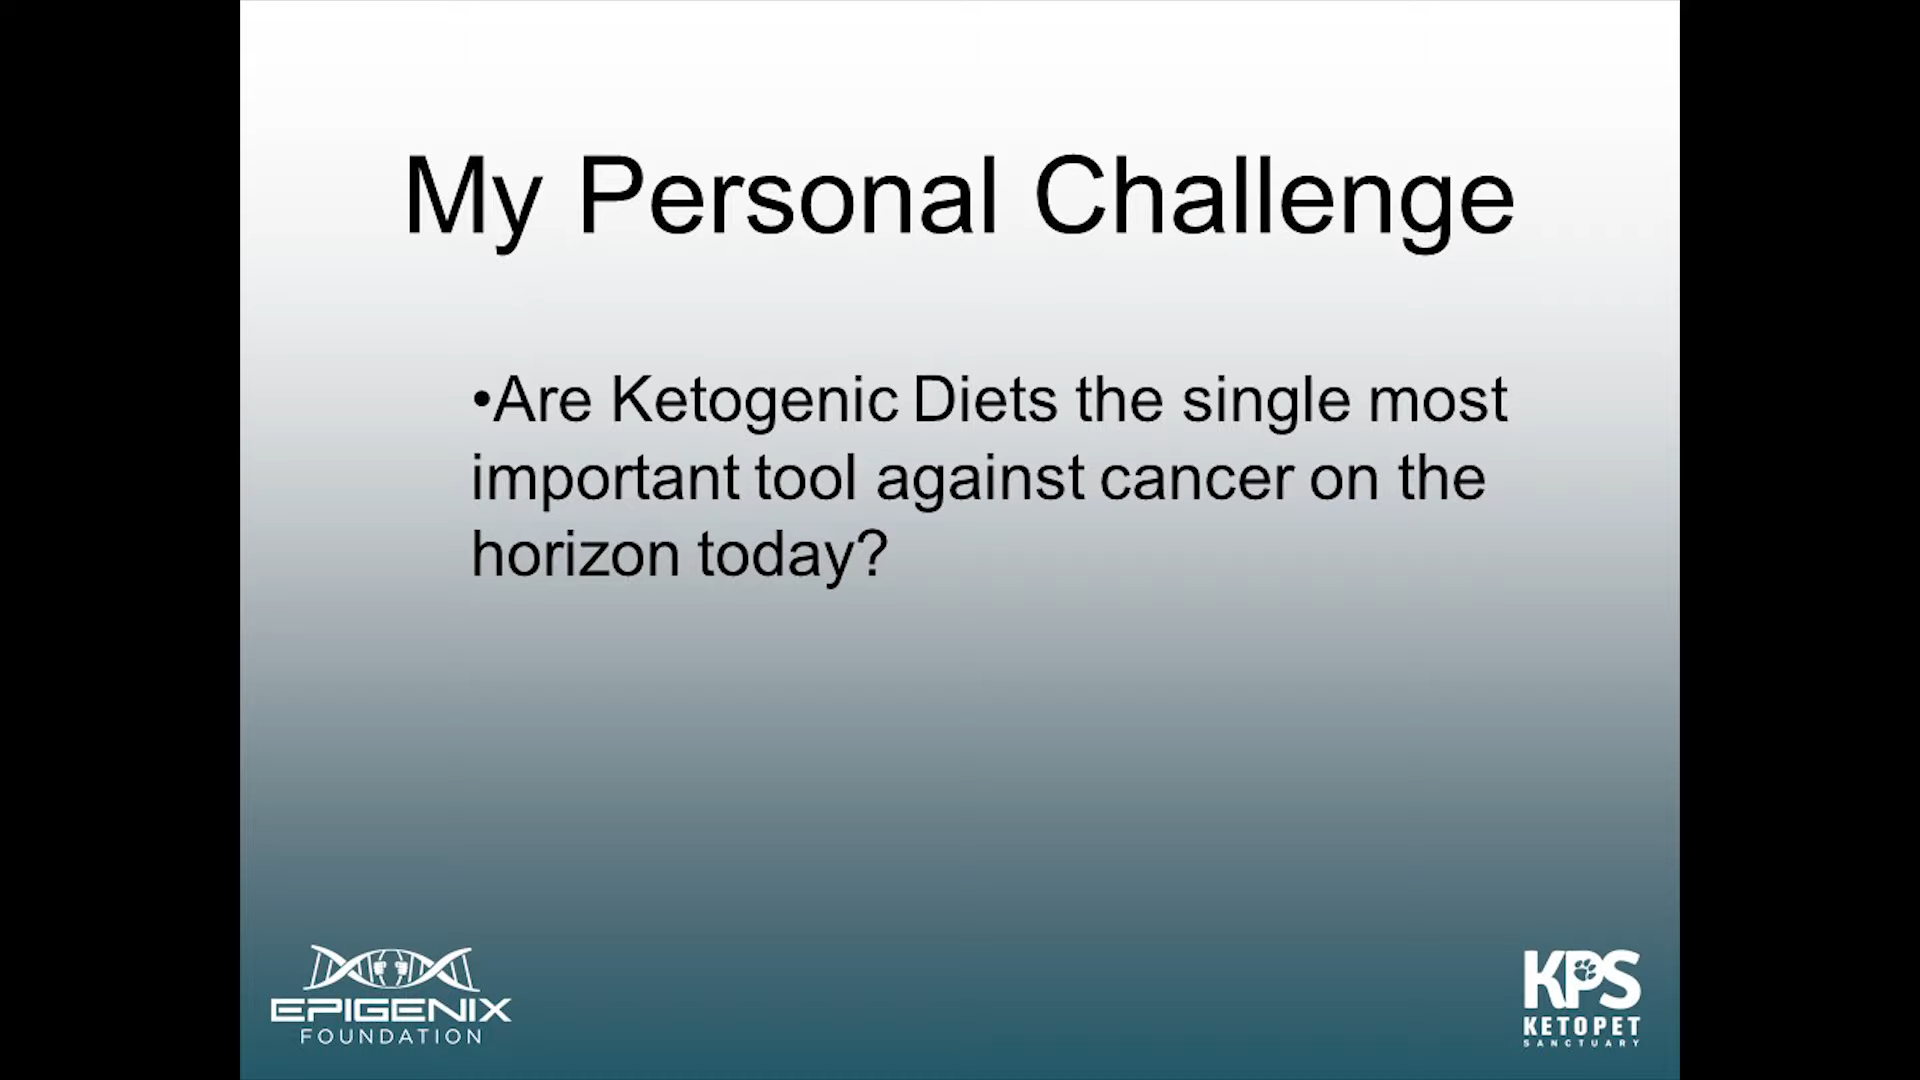 My Personal Challenge
•Are Ketogenic Diets the single most
important tool against cancer on the
horizon today?
EPIGENIX
FOUNDATION
KPS
KETOPET
SANCTUARY